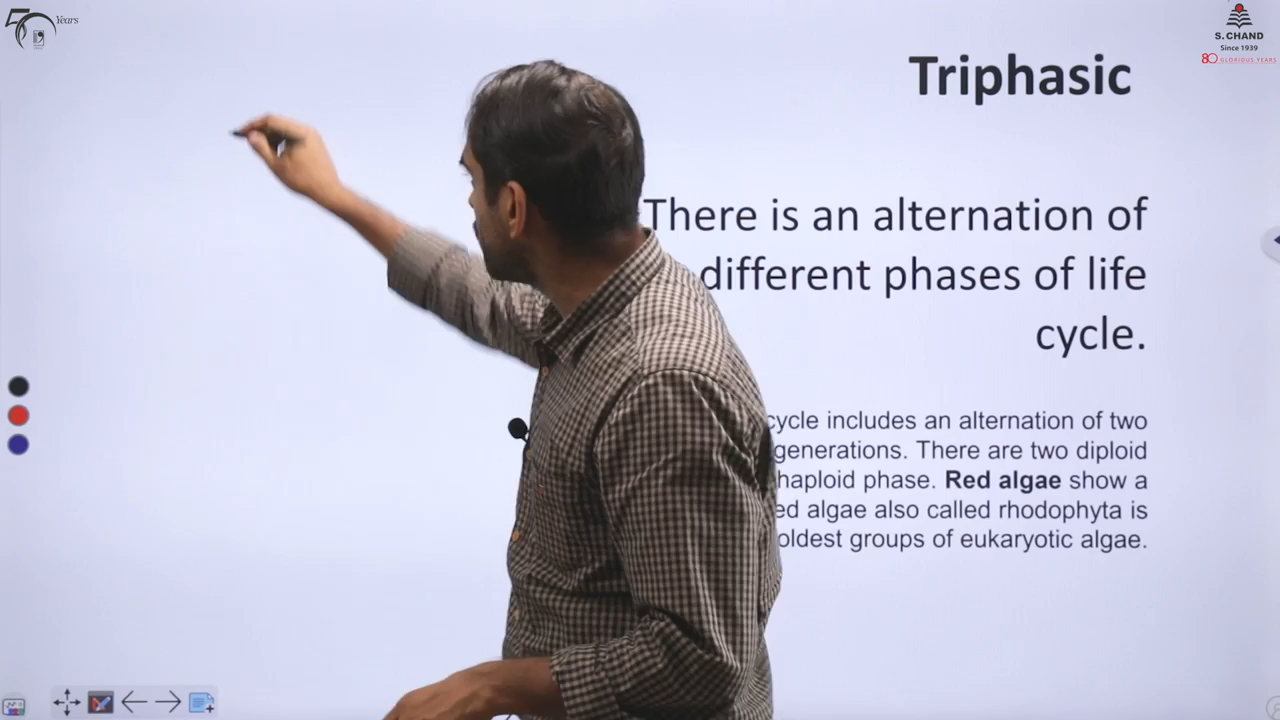 50 Years
S. CHAND
Since 1939
80 GLORIOUS YEARS
Triphasic
There is an alternation of
different phases of life
cycle.
cycle includes an alternation of two
generations. There are two diploid
haploid phase. Red algae show a
algae also called rhodophyta is
oldest groups of eukaryotic algae.